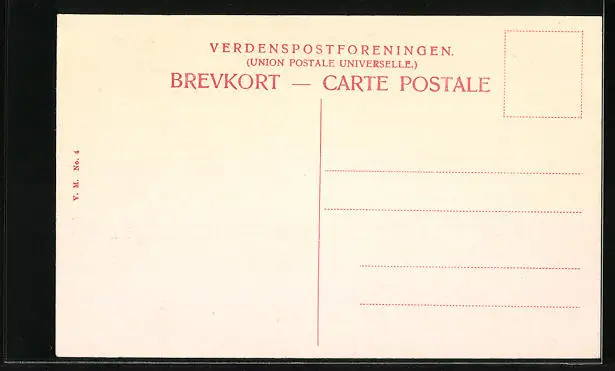 VERDENSPOSTFORENINGEN.
(UNION POSTALE UNIVERSELLE.)
BREVKORT — CARTE POSTALE
V. M. No. 4